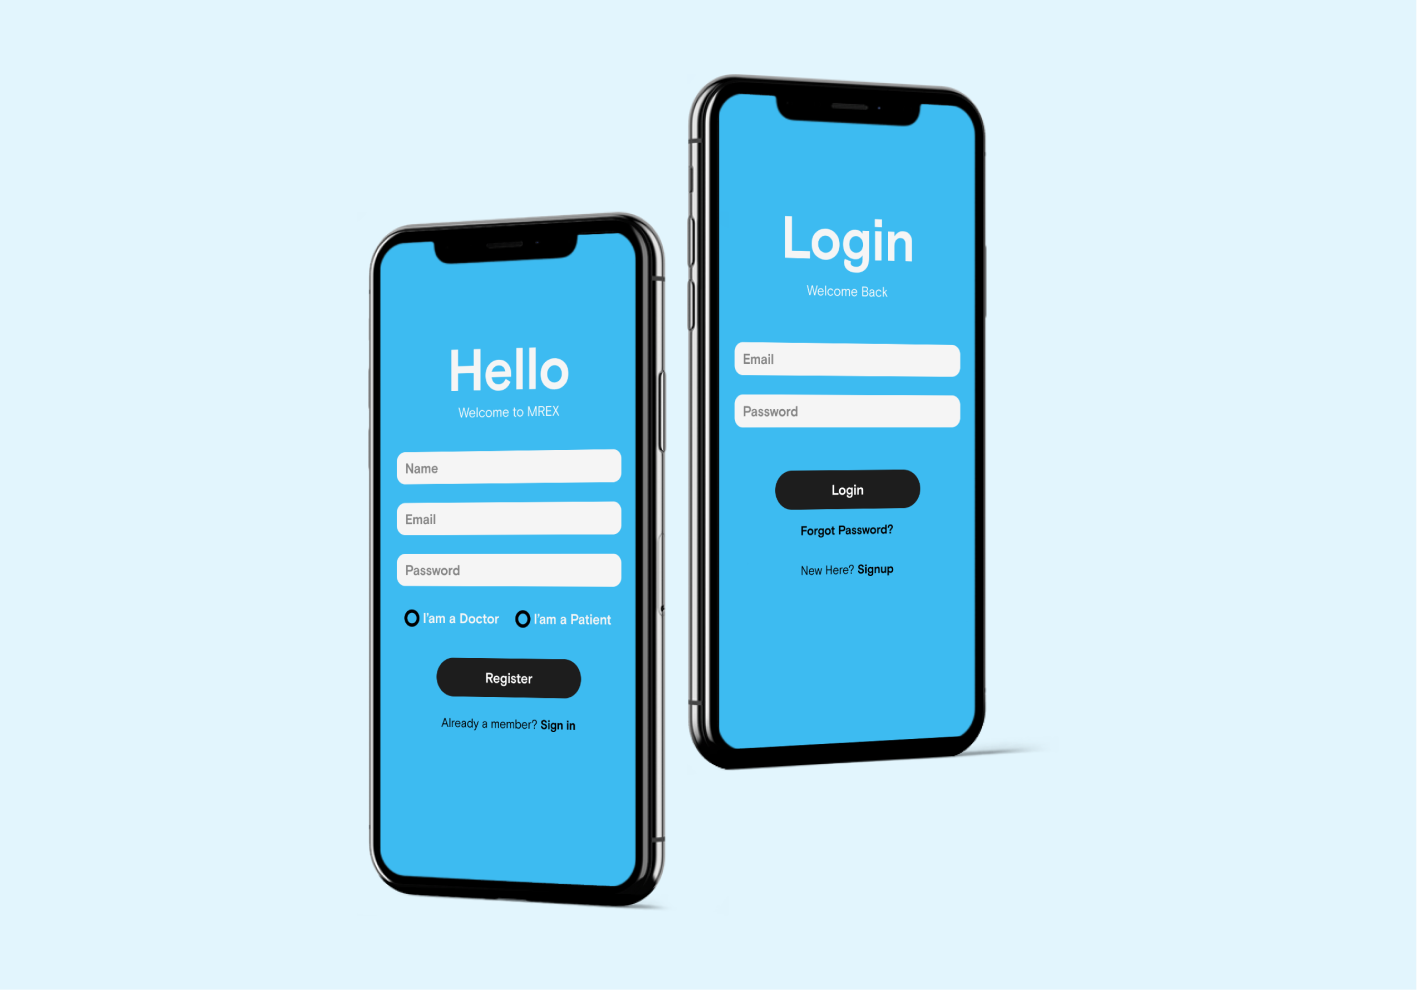 Hello
Welcome to MREX
Name
Email
Password
I'am a Doctor
I'am a Patient
Register
Already a member? Sign in
Login
Welcome Back
Email
Password
Login
Forgot Password?
New Here? Signup